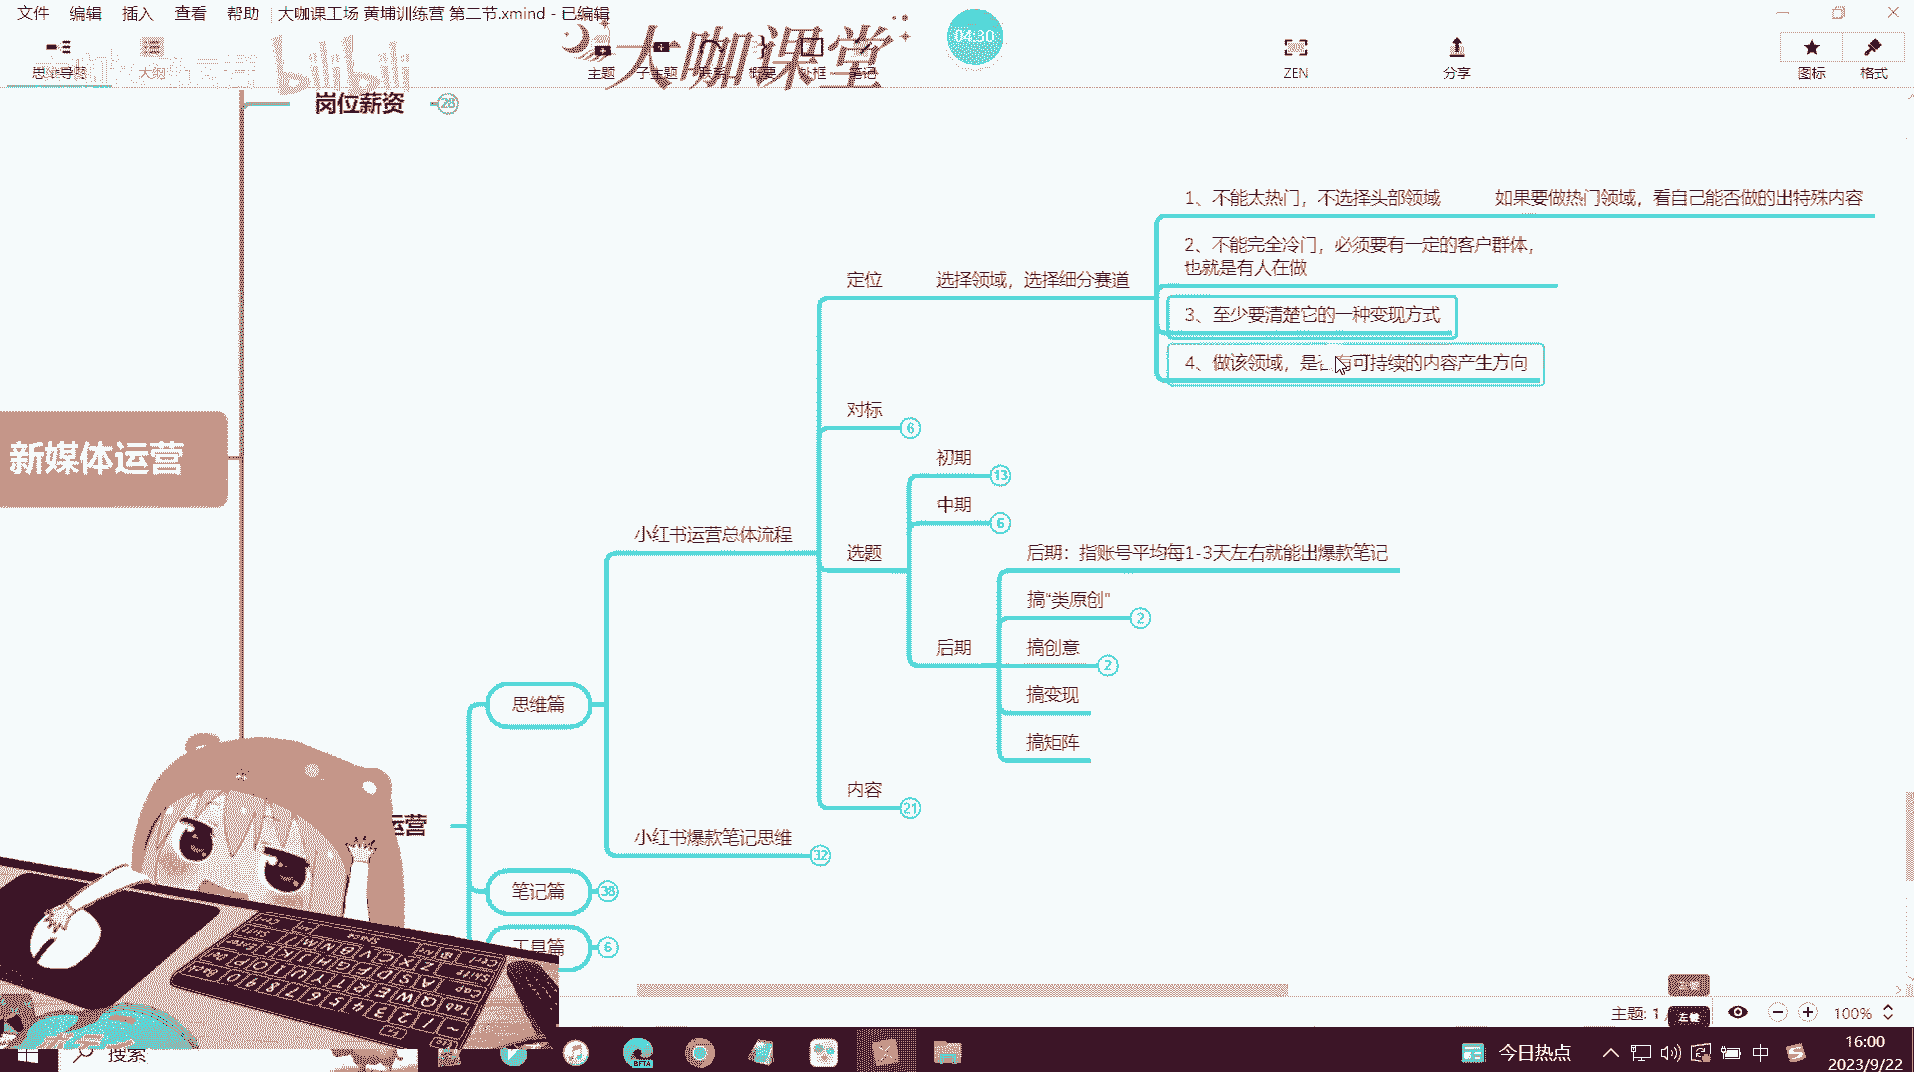 文件 编辑 插入 查看 帮助 大咖课工场 黄埔训练营 第二节.xmind - 已编辑
04:30
大咖课堂
bilibili
思维导图 大纲 主题 子主题 联系 概要 外框 笔记 ZEN 分享 图标 格式
岗位薪资 28
1、不能太热门，不选择头部领域 如果要做热门领域，看自己能否做的出特殊内容
2、不能完全冷门，必须要有一定的客户群体，
也就是有人在做
定位 选择领域，选择细分赛道
3、至少要清楚它的一种变现方式
4、做该领域，是否有可持续的内容产生方向
对标 6
新媒体运营
初期 13
中期 6
小红书运营总体流程
选题
后期：指账号平均每1-3天左右就能出爆款笔记
搞“类原创” 2
后期
搞创意 2
搞变现
搞矩阵
思维篇
内容 21
运营
小红书爆款笔记思维 32
笔记篇 38
工具篇 6
主题: 1
左键
100%
搜索
BETA
今日热点
中
16:00
2023/9/22